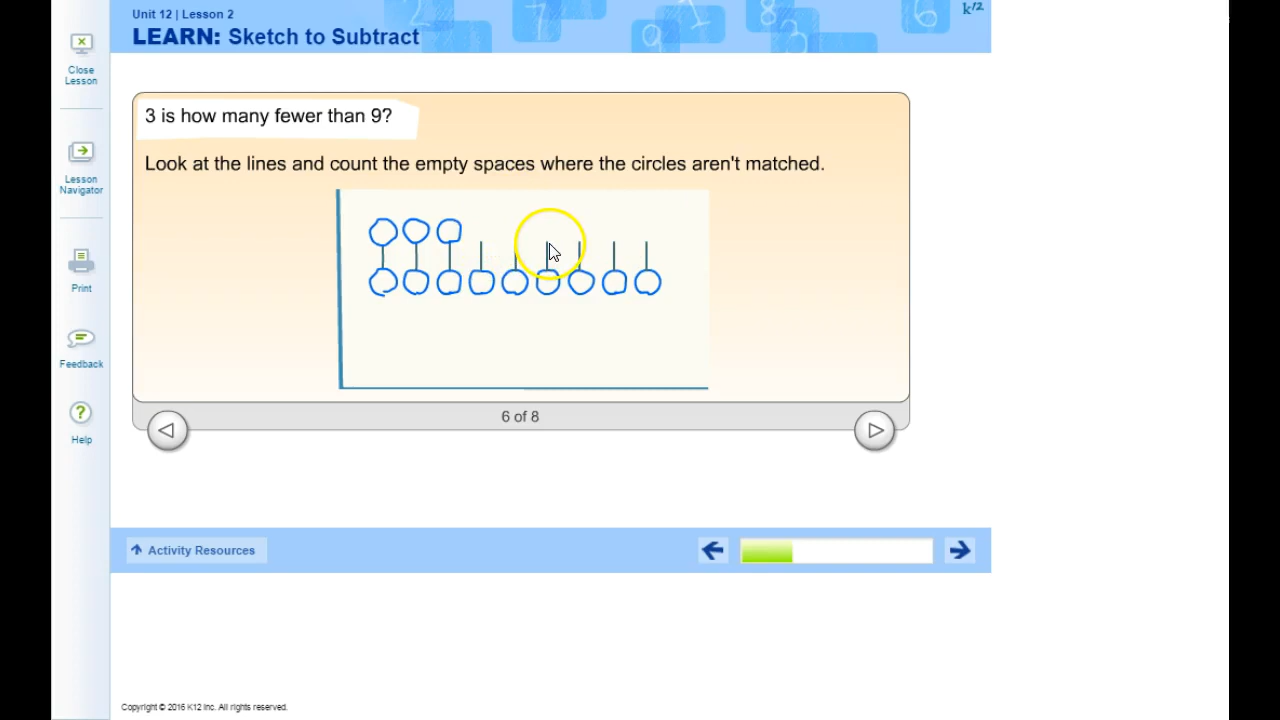 Unit 12 | Lesson 2
k12
LEARN: Sketch to Subtract
Close
Lesson
Lesson
Navigator
Print
Feedback
Help
3 is how many fewer than 9?
Look at the lines and count the empty spaces where the circles aren't matched.
6 of 8
Activity Resources
Copyright © 2016 K12 Inc. All rights reserved.